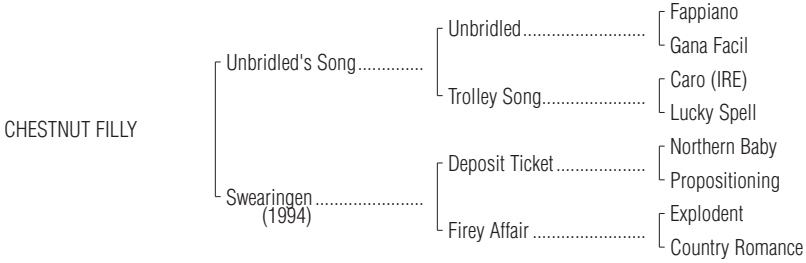 Fappiano
Unbridled........................
Gana Facil
Unbridled's Song.............
Caro (IRE)
Trolley Song.....................
Lucky Spell
CHESTNUT FILLY
Northern Baby
Deposit Ticket ..................
Propositioning
Swearingen .....................
(1994)
Explodent
Firey Affair .......................
Country Romance